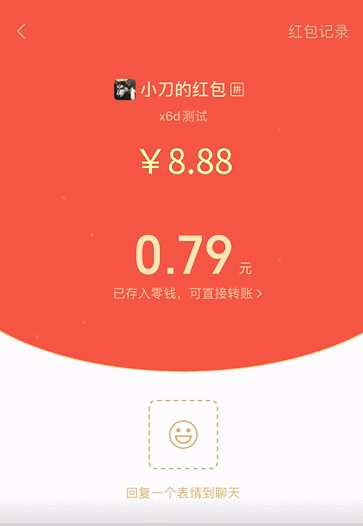 红包记录
小刀的红包 拼
x6d测试
￥8.88
0.79 元
已存入零钱，可直接转账
回复一个表情到聊天